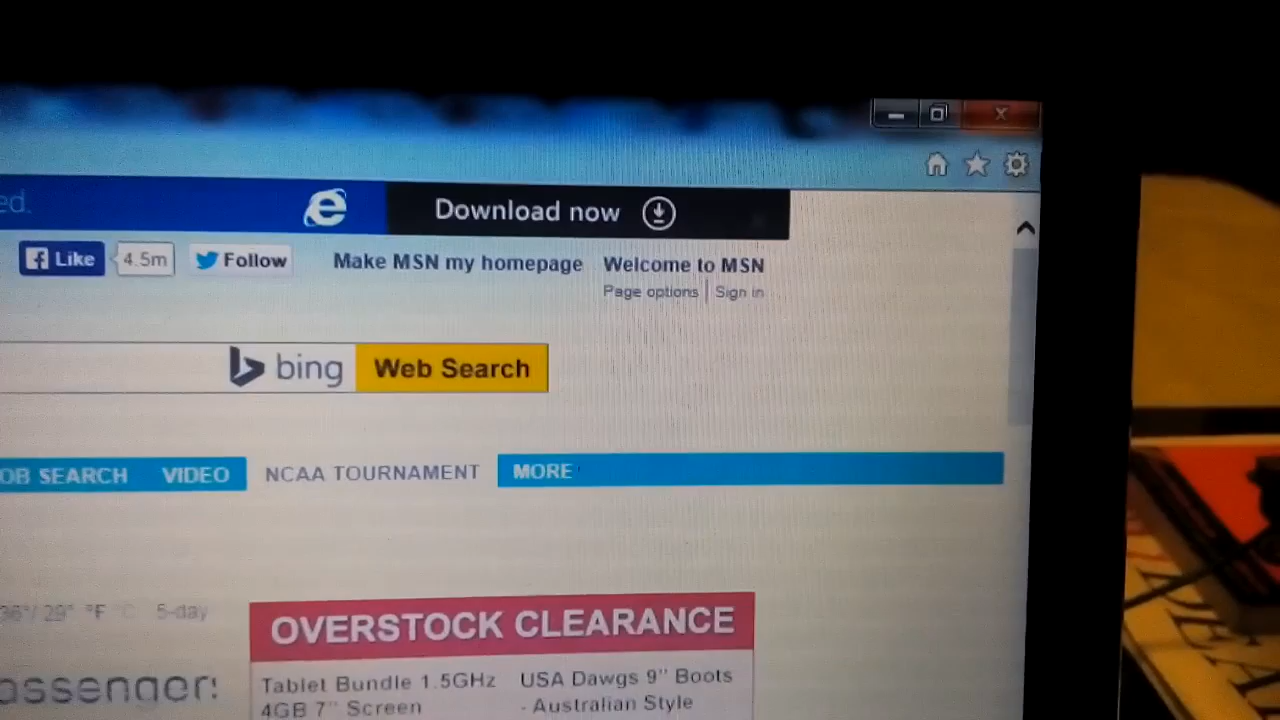 ed.
Download now
Like 4.5m Follow Make MSN my homepage Welcome to MSN
Page options Sign in
bing Web Search
OB SEARCH VIDEO NCAA TOURNAMENT MORE
36°/ 29° °F C 5-day
OVERSTOCK CLEARANCE
assenger:
Tablet Bundle 1.5GHz
4GB 7" Screen
USA Dawgs 9" Boots
- Australian Style